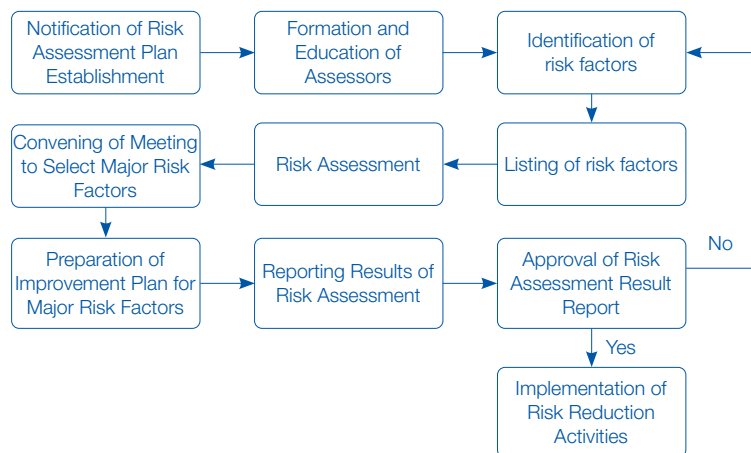 Notification of Risk
Assessment Plan
Establishment
Formation and
Education of
Assessors
Identification of
risk factors
Convening of Meeting
to Select Major Risk
Factors
Risk Assessment
Listing of risk factors
Preparation of
Improvement Plan for
Major Risk Factors
Reporting Results of
Risk Assessment
Approval of Risk
Assessment Result
Report
No
Yes
Implementation of
Risk Reduction
Activities